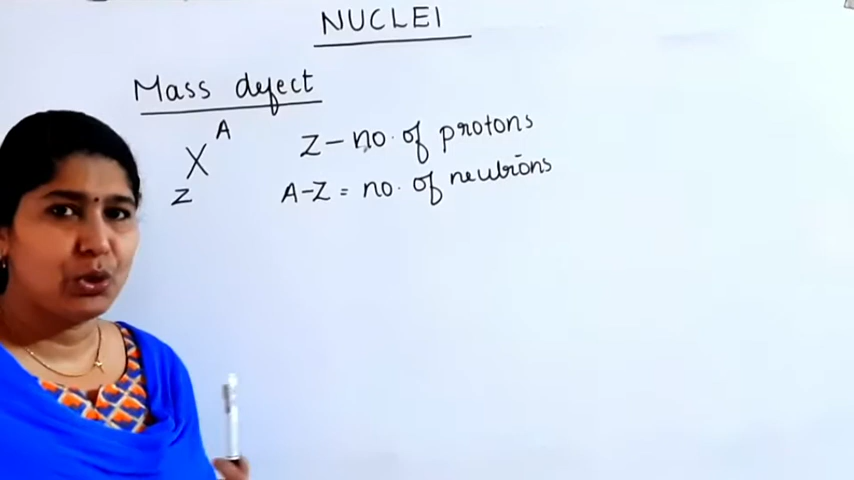 NUCLEI
Mass defect
A
X
Z
Z - no. of protons
A-Z = no. of neutrons